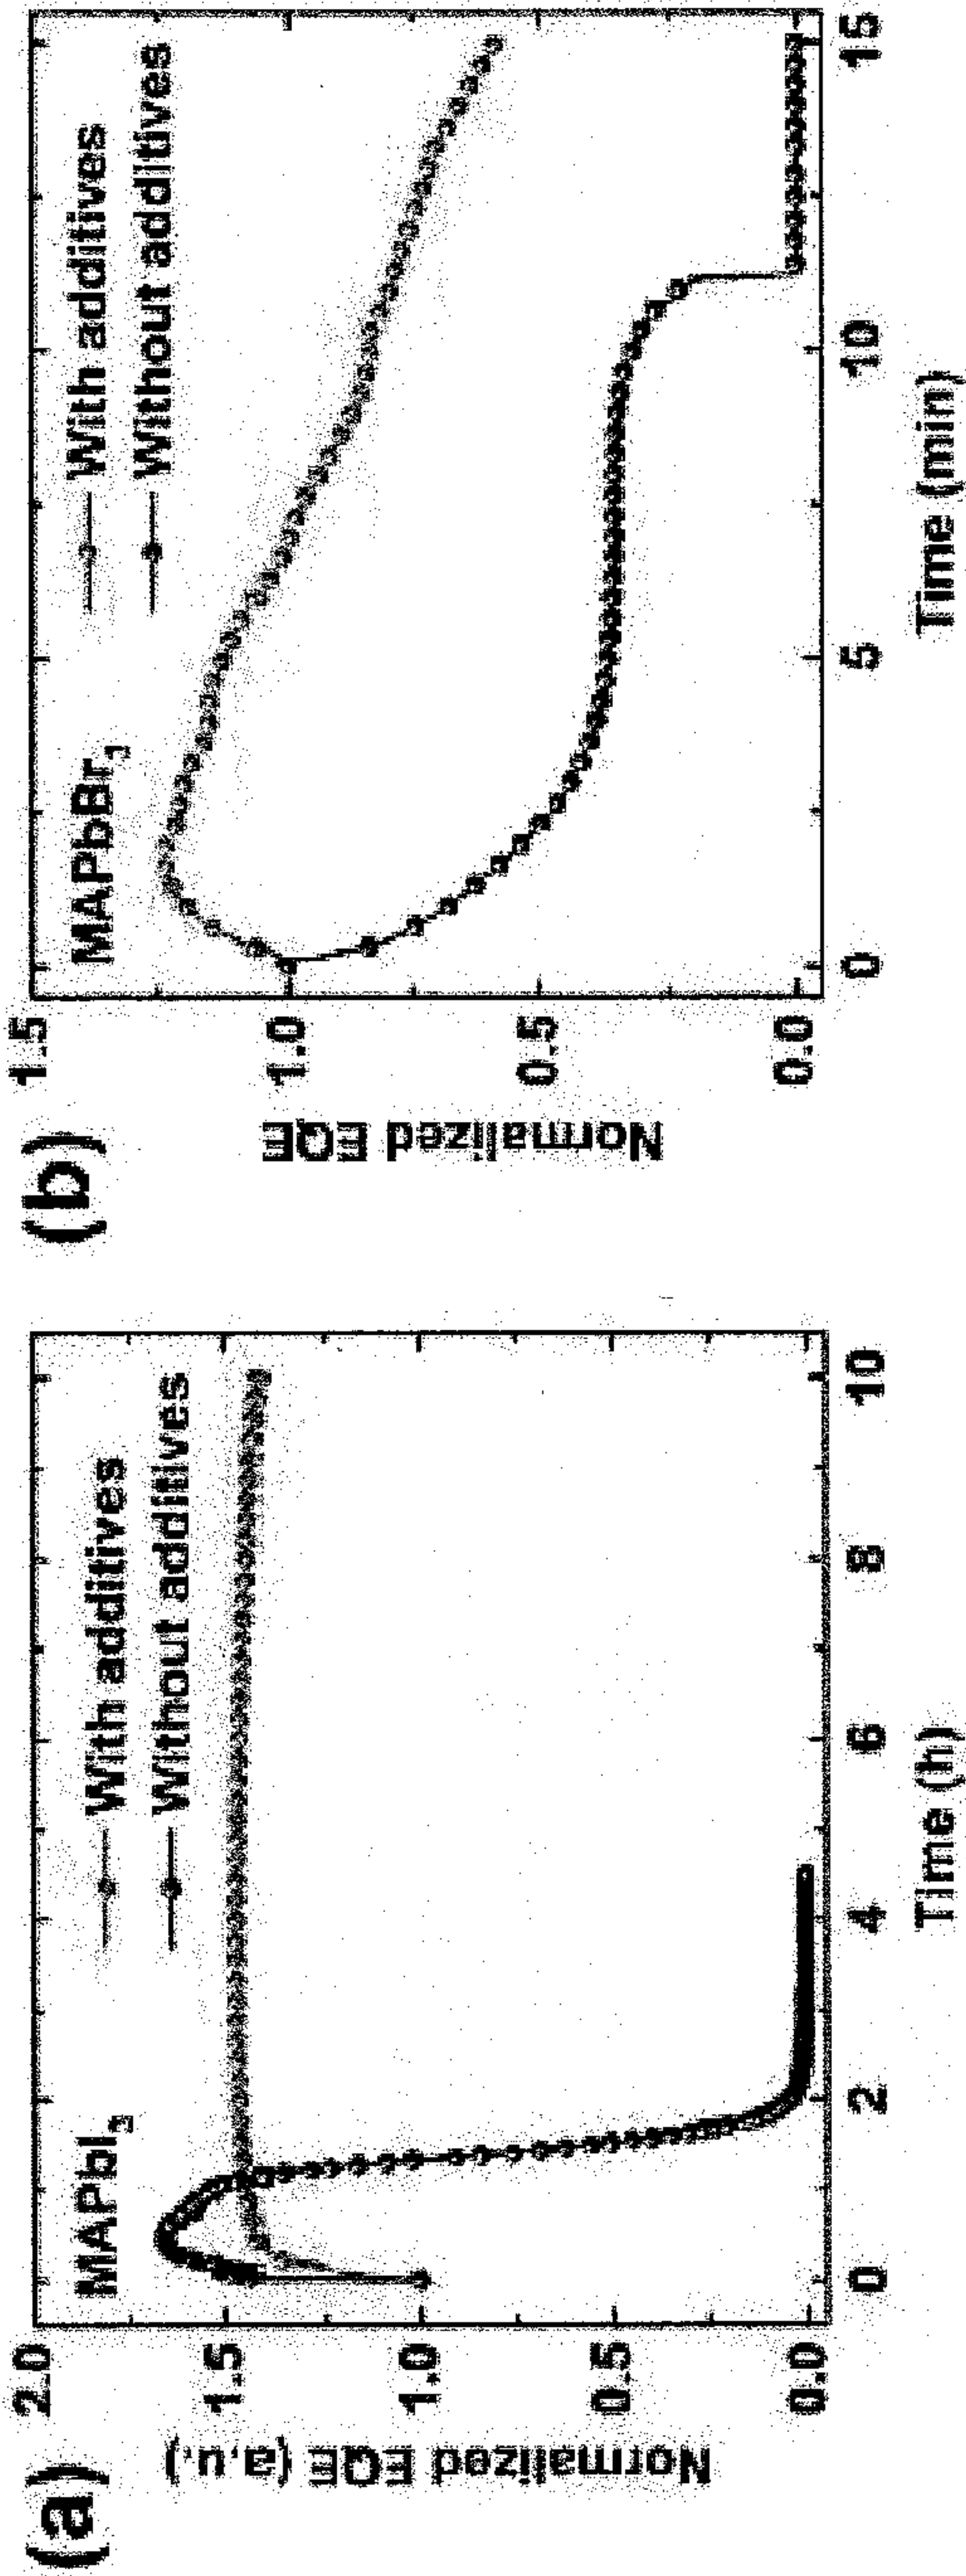 (a)
MAPbI3
With additives
Without additives
2.0
1.5
1.0
0.5
0.0
Normalized EQE (a.u.)
0 2 4 6 8 10
Time (h)
(b)
MAPbBr3
With additives
Without additives
1.5
1.0
0.5
0.0
Normalized EQE
0 5 10 15
Time (min)